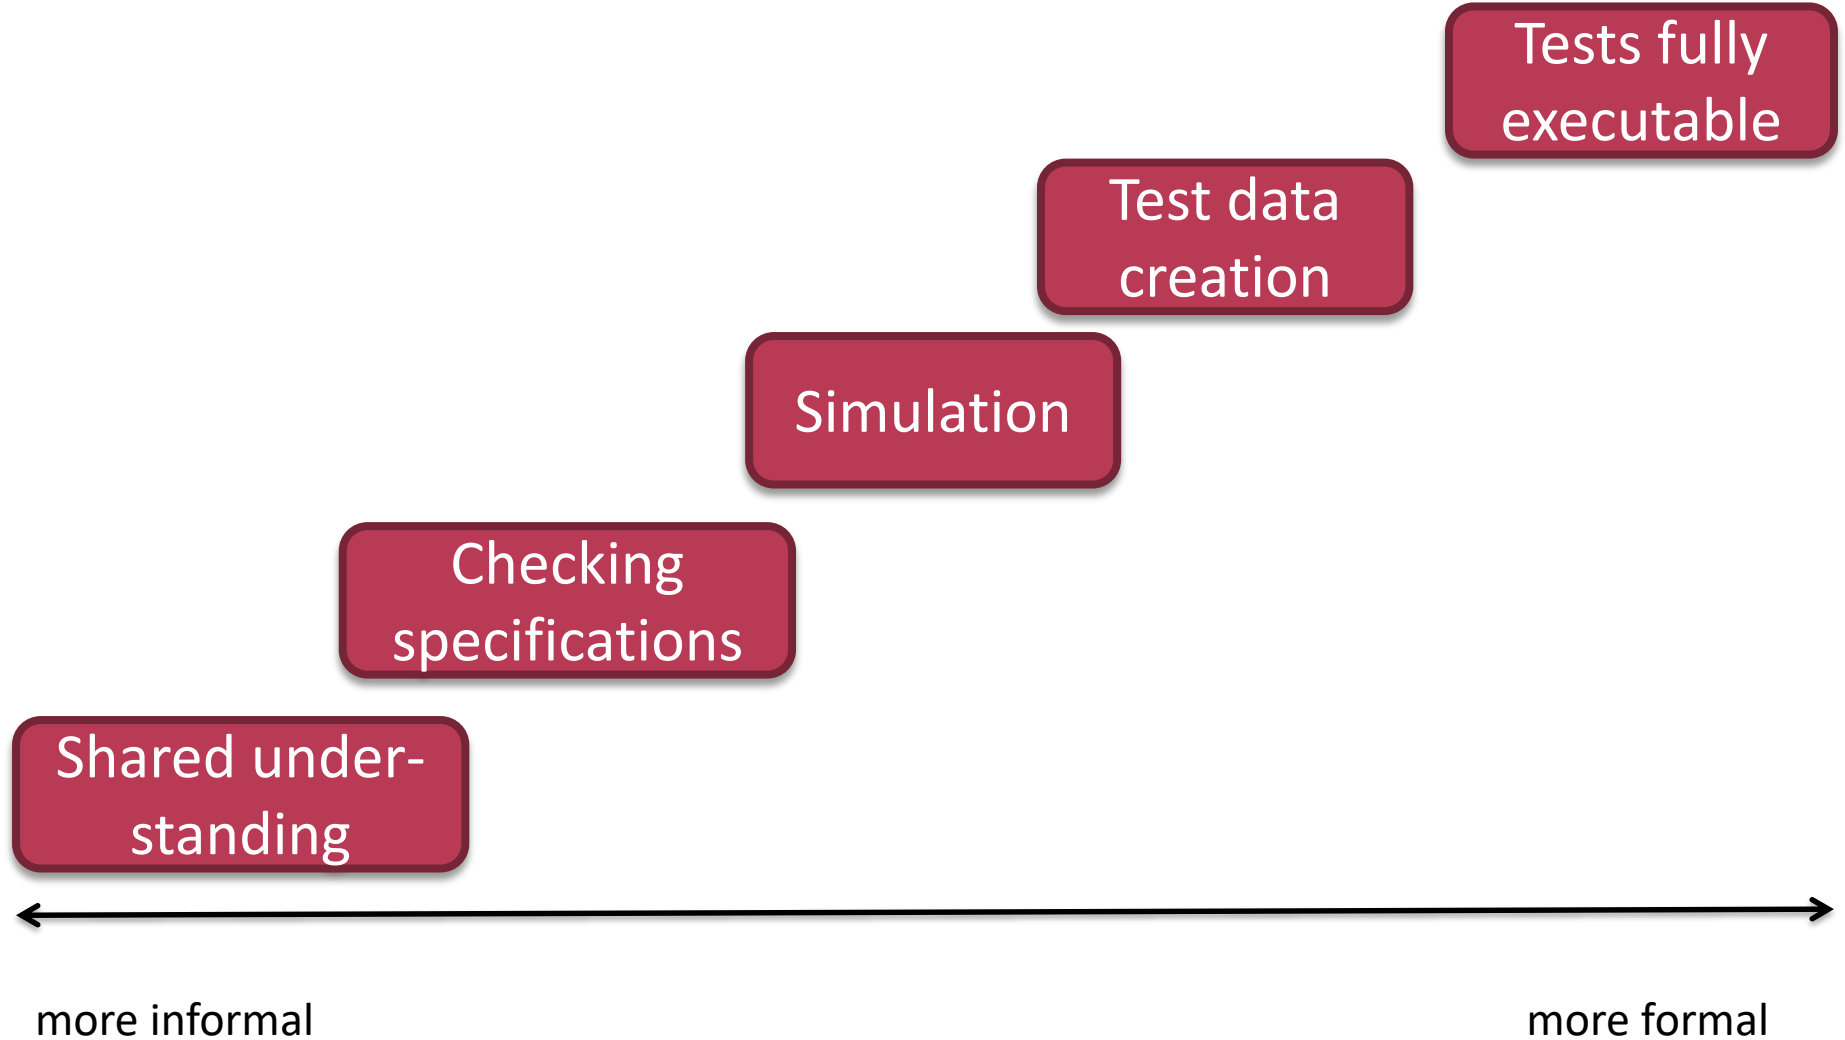 Tests fully
executable
Test data
creation
Simulation
Checking
specifications
Shared under-
standing
more informal
more formal